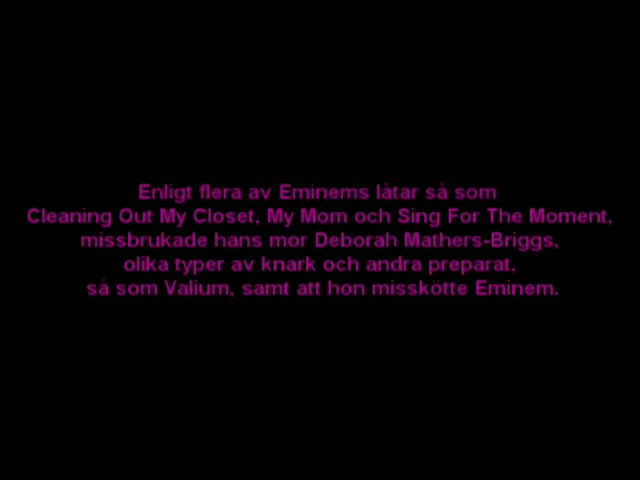 Enligt flera av Eminems låtar så som
Cleaning Out My Closet, My Mom och Sing For The Moment,
missbrukade hans mor Deborah Mathers-Briggs,
olika typer av knark och andra preparat,
så som Valium, samt att hon misskötte Eminem.